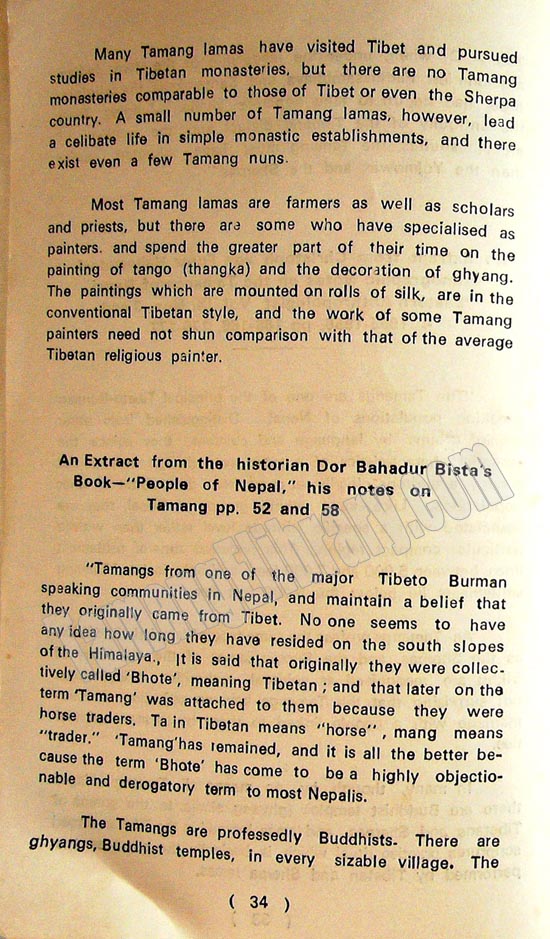 Many Tamang lamas have visited Tibet and pursued
studies in Tibetan monasteries, but there are no Tamang
monasteries comparable to those of Tibet or even the Sherpa
country. A small number of Tamang lamas, however, lead
a celibate life in simple monastic establishments, and there
exist even a few Tamang nuns.
Most Tamang lamas are farmers as well as scholars
and priests, but there are some who have specialised as
painters. and spend the greater part of their time on the
painting of tango (thangka) and the decoration of ghyang.
The paintings which are mounted on rolls of silk, are in the
conventional Tibetan style, and the work of some Tamang
painters need not shun comparison with that of the average
Tibetan religious painter.
An Extract from the historian Dor Bahadur Bista's
Book—"People of Nepal," his notes on
Tamang pp. 52 and 58
"Tamangs from one of the major Tibeto Burman
speaking communities in Nepal, and maintain a belief that
they originally came from Tibet. No one seems to have
any idea how long they have resided on the south slopes
of the Himalaya., It is said that originally they were collec-
tively called 'Bhote', meaning Tibetan ; and that later on the
term 'Tamang' was attached to them because they were
horse traders. Ta in Tibetan means "horse" , mang means
"trader." 'Tamang'has remained, and it is all the better be-
cause the term 'Bhote' has come to be a highly objectio-
nable and derogatory term to most Nepalis.
The Tamangs are professedly Buddhists. There are
ghyangs, Buddhist temples, in every sizable village. The
( 34 )